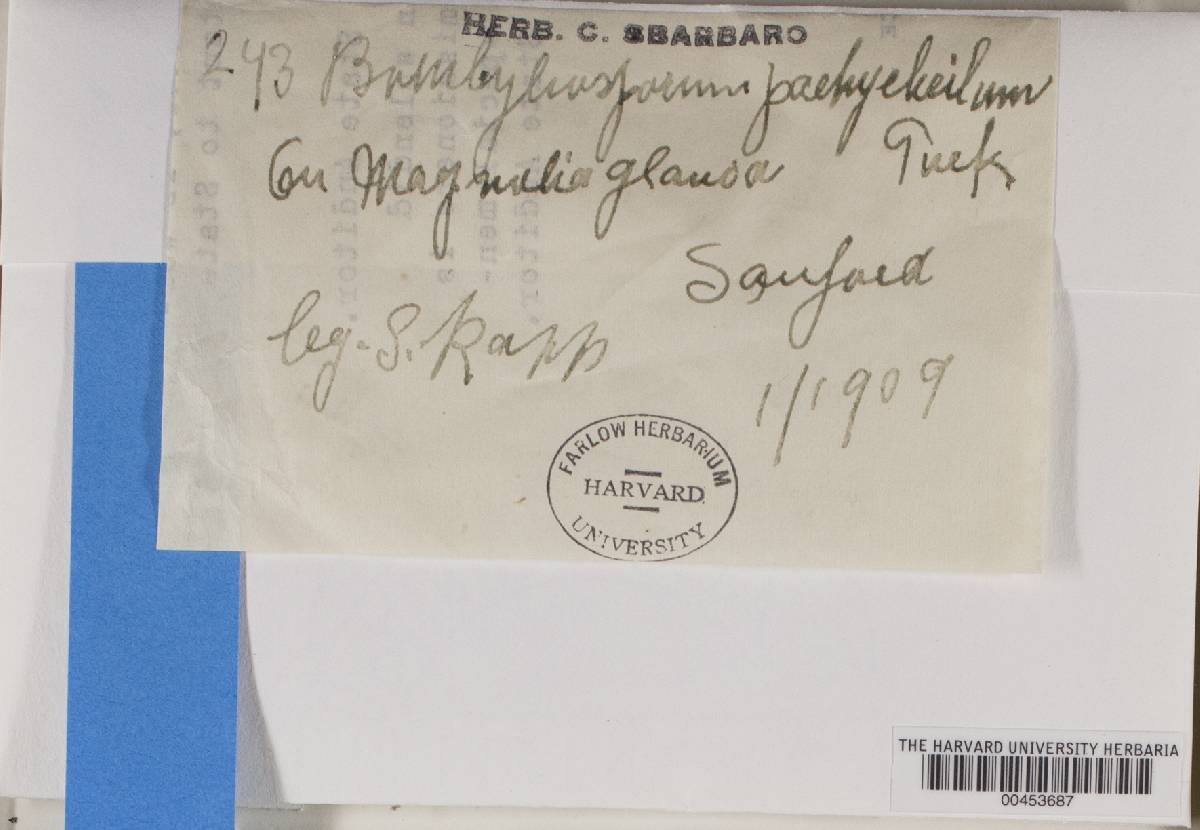 HERB. C. SBARBARO
243 Bombyliosporum pachycheilum
On Magnolia glauca Tuck
Sanford
leg. S. Rapp
1/1909
FARLOW HERBARIUM
HARVARD
UNIVERSITY
THE HARVARD UNIVERSITY HERBARIA
00453687